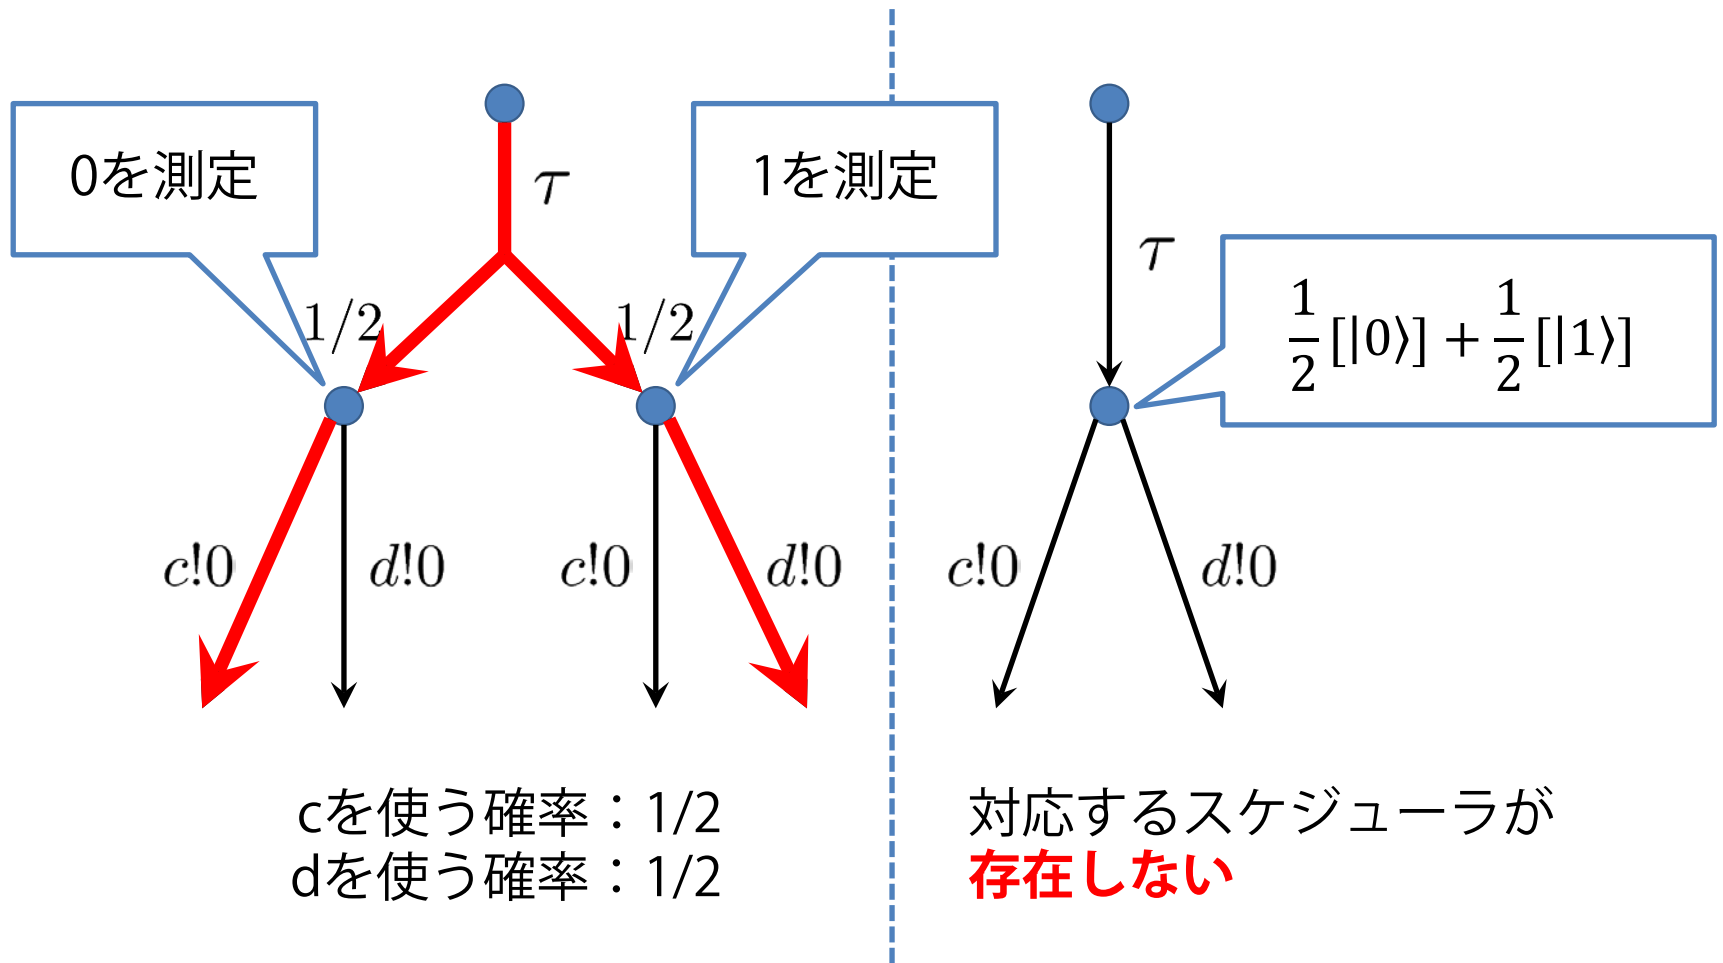 0を測定
τ
1を測定
1/2
1/2
c!0
d!0
c!0
d!0
cを使う確率：1/2
dを使う確率：1/2
τ
1/2 [|0⟩] + 1/2 [|1⟩]
c!0
d!0
対応するスケジューラが
存在しない